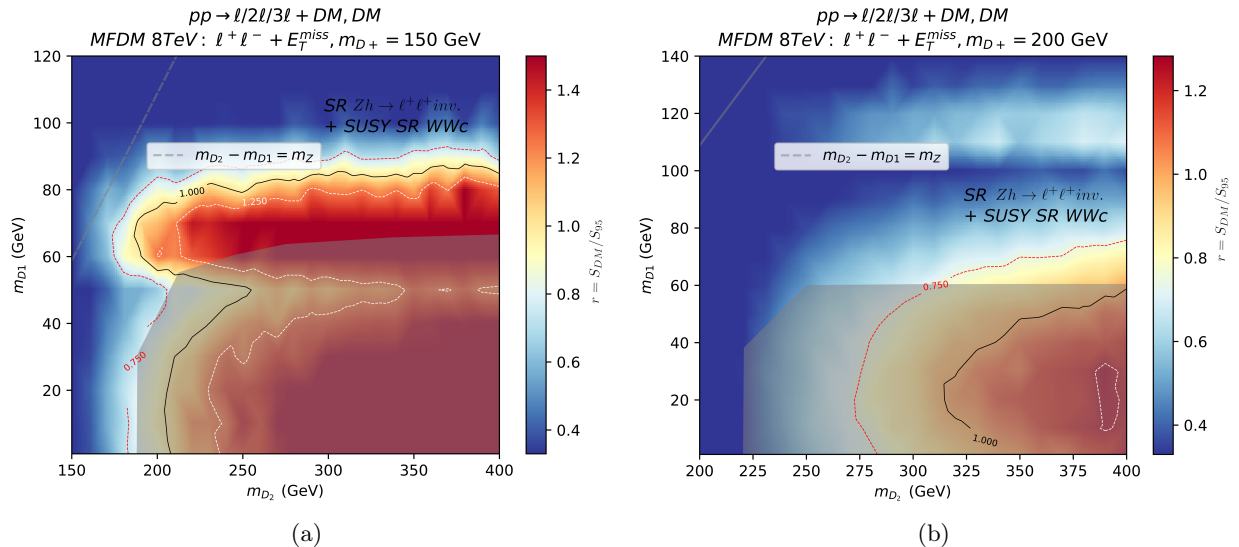 pp → ℓ/2ℓ/3ℓ + DM, DM
MFDM 8TeV : ℓ⁺ℓ⁻ + E_T^miss, m_D+ = 150 GeV
120
100
80
60
40
20
m_D1 (GeV)
SR Zh → ℓ⁺ℓ⁺inv.
+ SUSY SR WWc
m_D2 − m_D1 = m_Z
1.000
1.250
0.750
150
200
250
300
350
400
m_D2 (GeV)
1.4
1.2
1.0
0.8
0.6
0.4
r = S_DM/S_95
(a)
pp → ℓ/2ℓ/3ℓ + DM, DM
MFDM 8TeV : ℓ⁺ℓ⁻ + E_T^miss, m_D+ = 200 GeV
140
120
100
80
60
40
20
m_D1 (GeV)
m_D2 − m_D1 = m_Z
SR Zh → ℓ⁺ℓ⁺inv.
+ SUSY SR WWc
0.750
1.000
200
225
250
275
300
325
350
375
400
m_D2 (GeV)
1.2
1.0
0.8
0.6
0.4
r = S_DM/S_95
(b)